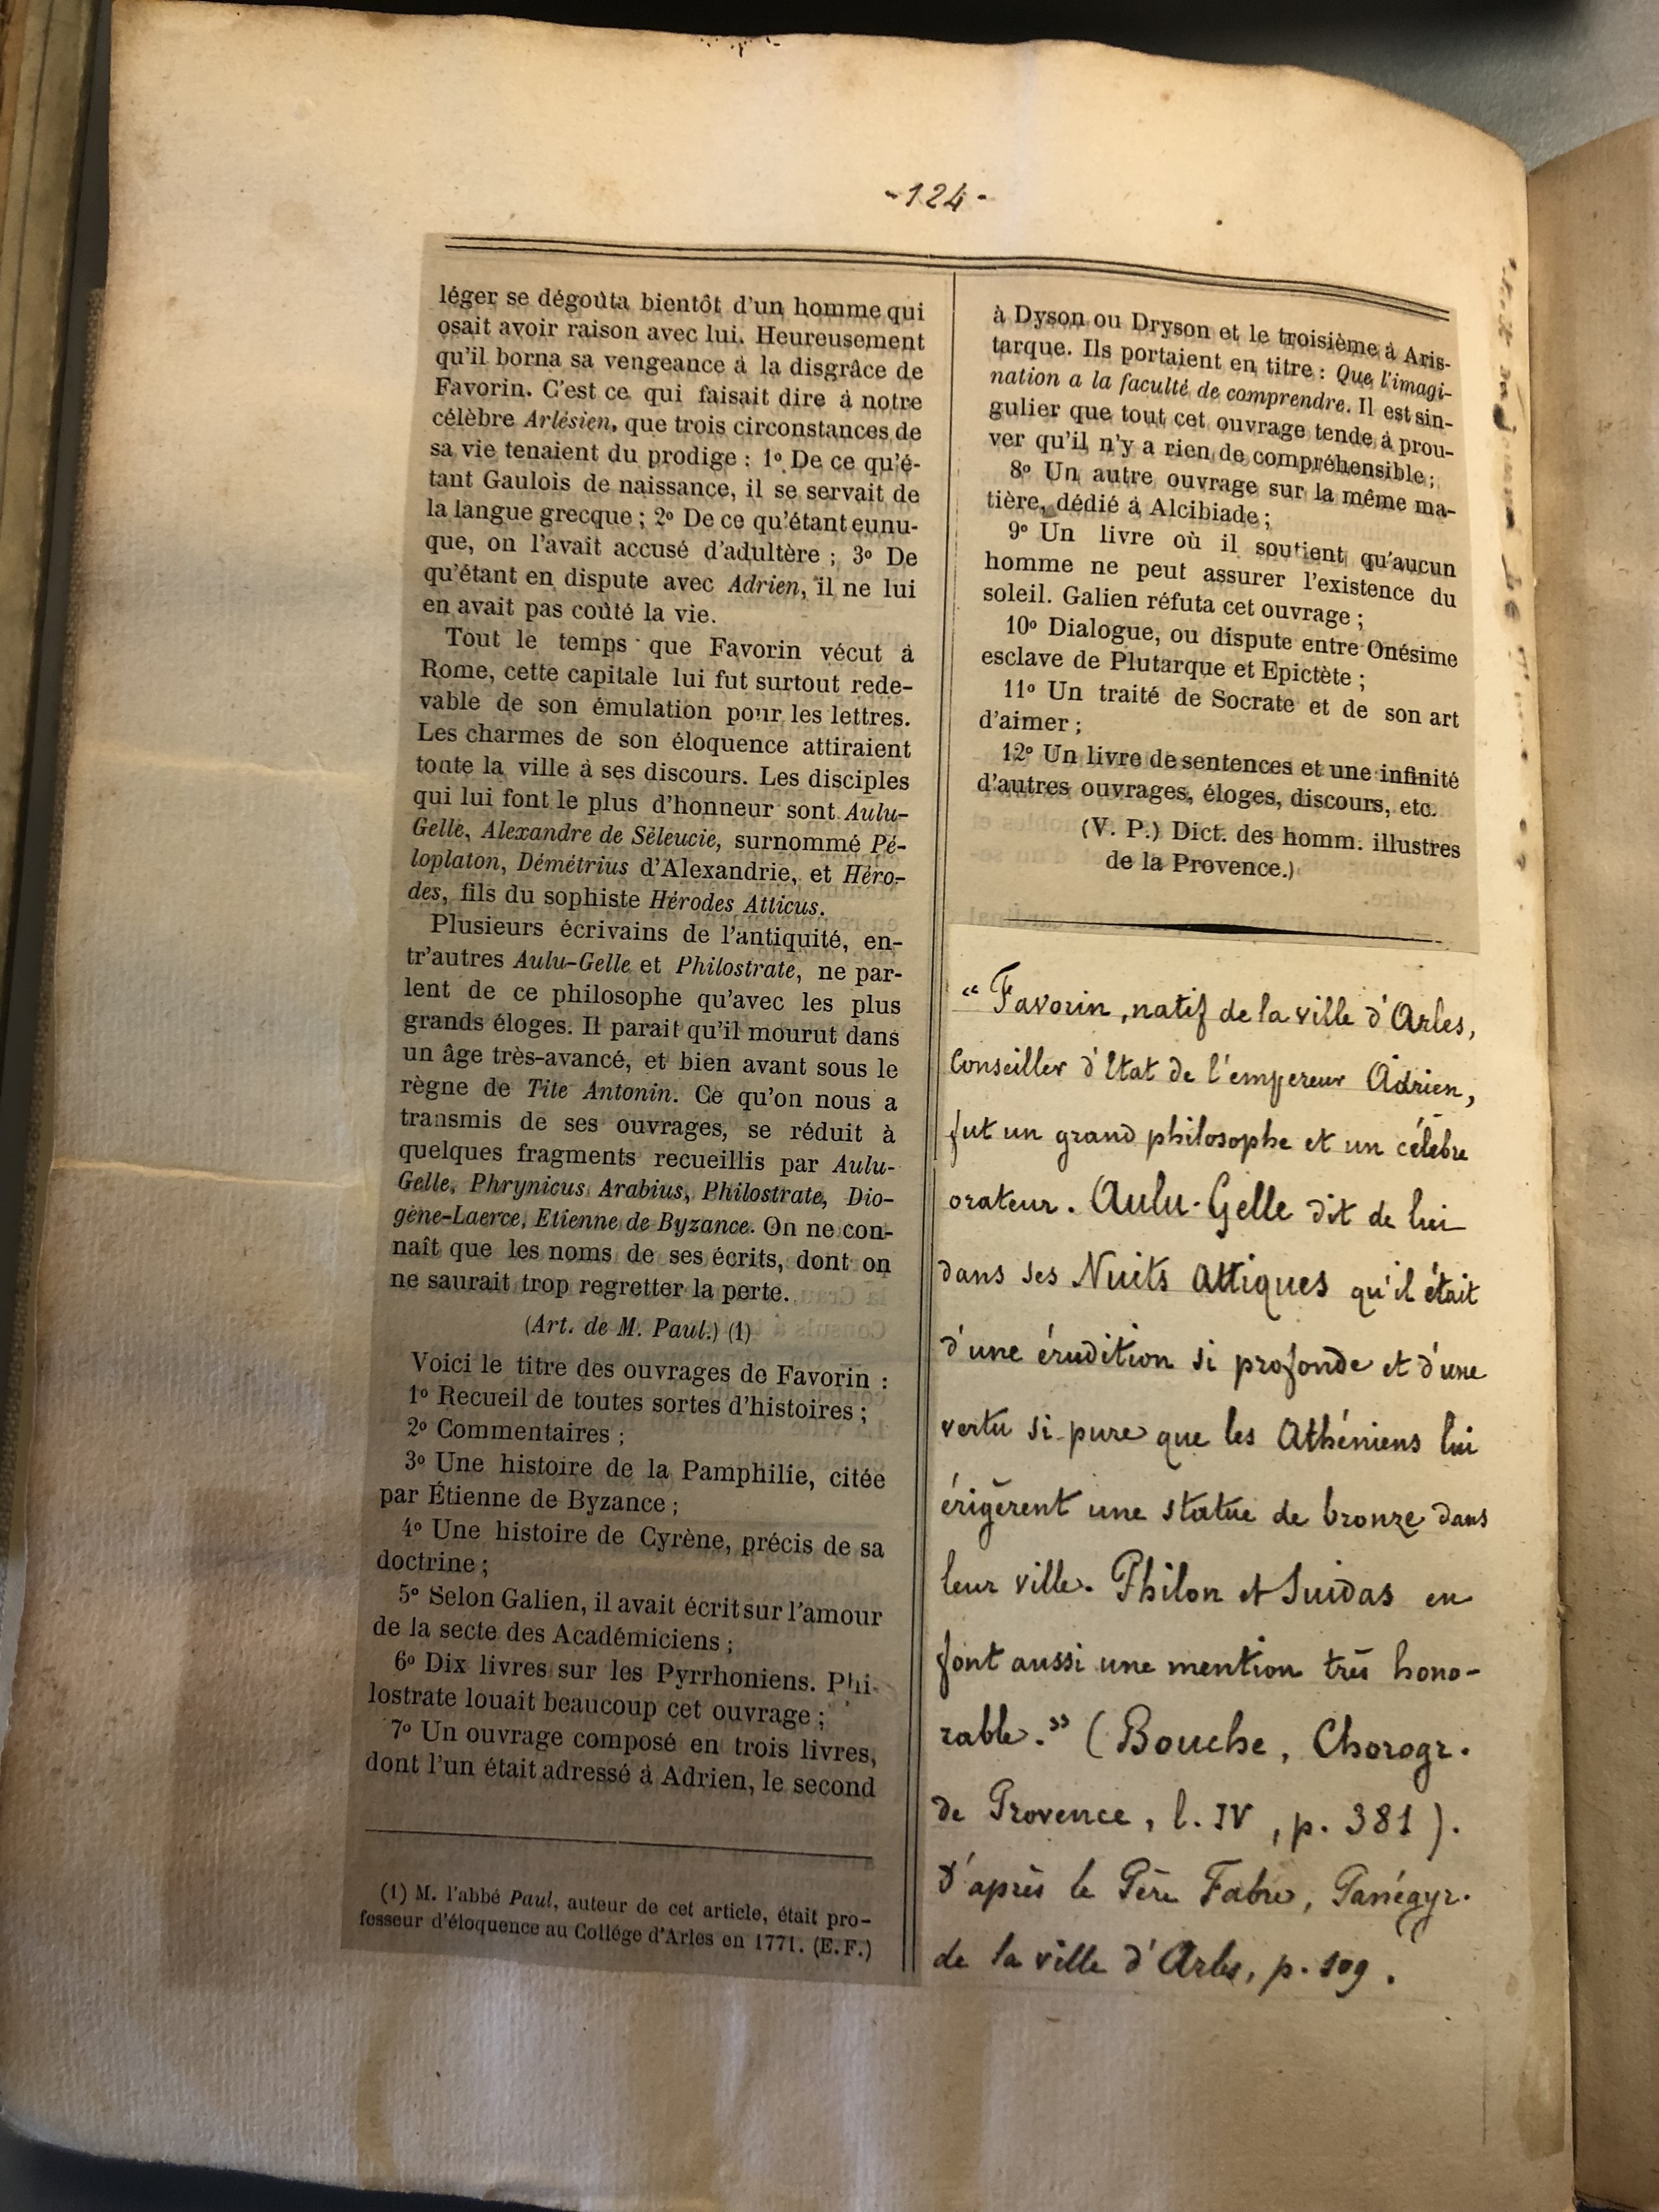 -124-
léger se dégoûta bientôt d'un homme qui
osait avoir raison avec lui. Heureusement
qu'il borna sa vengeance à la disgrâce de
Favorin. C'est ce qui faisait dire à notre
célèbre Arlésien, que trois circonstances de
sa vie tenaient du prodige : 1º De ce qu'é-
tant Gaulois de naissance, il se servait de
la langue grecque ; 2º De ce qu'étant eunu-
que, on l'avait accusé d'adultère ; 3º De
qu'étant en dispute avec Adrien, il ne lui
en avait pas coûté la vie.
Tout le temps que Favorin vécut à
Rome, cette capitale lui fut surtout rede-
vable de son émulation pour les lettres.
Les charmes de son éloquence attiraient
toute la ville à ses discours. Les disciples
qui lui font le plus d'honneur sont Aulu-
Gelle, Alexandre de Séleucie, surnommé Pé-
loplaton, Démétrius d'Alexandrie, et Héro-
des, fils du sophiste Hérodes Atticus.
Plusieurs écrivains de l'antiquité, en-
tr'autres Aulu-Gelle et Philostrate, ne par-
lent de ce philosophe qu'avec les plus
grands éloges. Il parait qu'il mourut dans
un âge très-avancé, et bien avant sous le
règne de Tite Antonin. Ce qu'on nous a
transmis de ses ouvrages, se réduit à
quelques fragments recueillis par Aulu-
Gelle, Phrynicus Arabius, Philostrate, Dio-
gène-Laerce, Etienne de Byzance. On ne con-
naît que les noms de ses écrits, dont on
ne saurait trop regretter la perte.
(Art. de M. Paul.) (1)
Voici le titre des ouvrages de Favorin :
1º Recueil de toutes sortes d'histoires ;
2º Commentaires ;
3º Une histoire de la Pamphilie, citée
par Étienne de Byzance ;
4º Une histoire de Cyrène, précis de sa
doctrine ;
5º Selon Galien, il avait écrit sur l'amour
de la secte des Académiciens ;
6º Dix livres sur les Pyrrhoniens. Phi-
lostrate louait beaucoup cet ouvrage ;
7º Un ouvrage composé en trois livres,
dont l'un était adressé à Adrien, le second
(1) M. l'abbé Paul, auteur de cet article, était pro-
fesseur d'éloquence au Collége d'Arles en 1771. (E. F.)
à Dyson ou Dryson et le troisième à Aris-
tarque. Ils portaient en titre : Que l'imagi-
nation a la faculté de comprendre. Il est sin-
gulier que tout cet ouvrage tende à prou-
ver qu'il n'y a rien de compréhensible ;
8º Un autre ouvrage sur la même ma-
tière, dédié à Alcibiade ;
9º Un livre où il soutient qu'aucun
homme ne peut assurer l'existence du
soleil. Galien réfuta cet ouvrage ;
10º Dialogue, ou dispute entre Onésime
esclave de Plutarque et Epictète ;
11º Un traité de Socrate et de son art
d'aimer ;
12º Un livre de sentences et une infinité
d'autres ouvrages, éloges, discours, etc.
(V. P.) Dict. des homm. illustres
de la Provence.)
"Favorin, natif de la ville d'Arles,
Conseiller d'Etat de l'empereur Adrien,
fut un grand philosophe et un célèbre
orateur. Aulu-Gelle dit de lui
dans ses Nuits Attiques qu'il était
d'une érudition si profonde et d'une
vertu si pure que les Athéniens lui
érigèrent une statue de bronze dans
leur ville. Philon et Suidas en
font aussi une mention très hono-
rable." (Bouche, Chorogr.
de Provence, l. IV, p. 381).
D'après le Père Fabre, Panégyr.
de la ville d'Arles, p. 109.